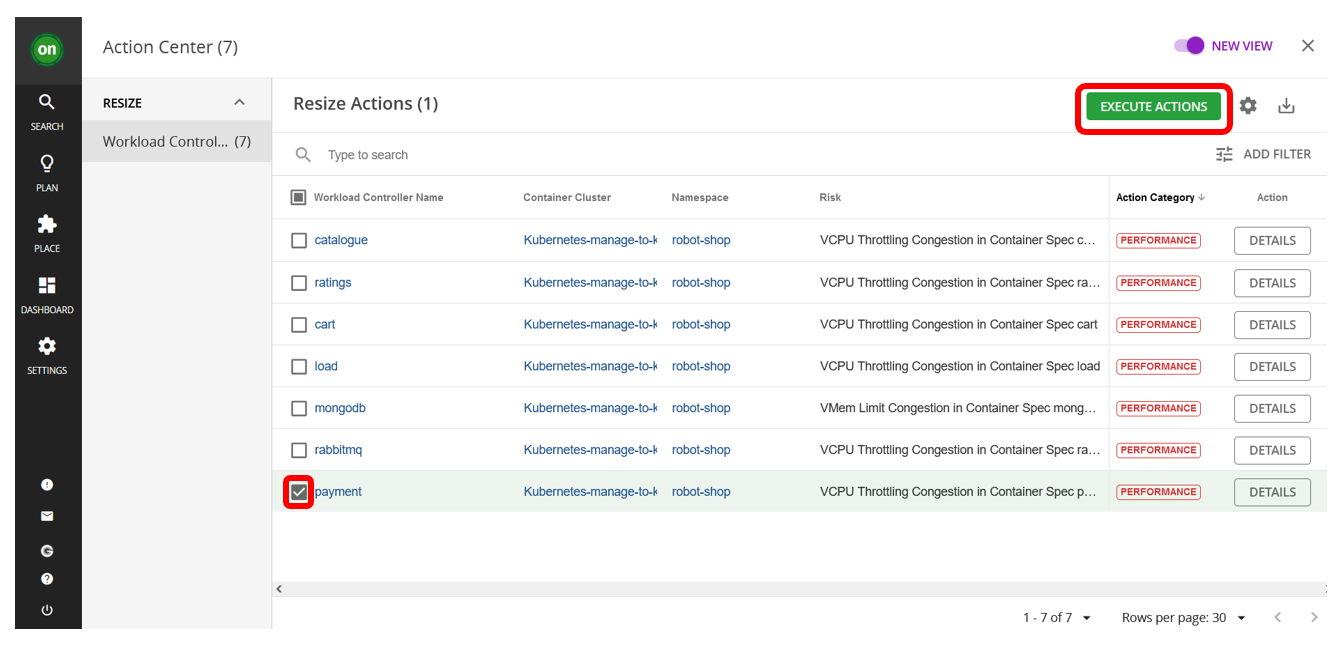 on
Action Center (7)
NEW VIEW
SEARCH
PLAN
PLACE
DASHBOARD
SETTINGS
RESIZE
Workload Control... (7)
Resize Actions (1)
EXECUTE ACTIONS
Type to search
ADD FILTER
Workload Controller Name Container Cluster Namespace Risk Action Category Action
catalogue Kubernetes-manage-to-k robot-shop VCPU Throttling Congestion in Container Spec c... PERFORMANCE DETAILS
ratings Kubernetes-manage-to-k robot-shop VCPU Throttling Congestion in Container Spec ra... PERFORMANCE DETAILS
cart Kubernetes-manage-to-k robot-shop VCPU Throttling Congestion in Container Spec cart PERFORMANCE DETAILS
load Kubernetes-manage-to-k robot-shop VCPU Throttling Congestion in Container Spec load PERFORMANCE DETAILS
mongodb Kubernetes-manage-to-k robot-shop VMem Limit Congestion in Container Spec mong... PERFORMANCE DETAILS
rabbitmq Kubernetes-manage-to-k robot-shop VCPU Throttling Congestion in Container Spec ra... PERFORMANCE DETAILS
payment Kubernetes-manage-to-k robot-shop VCPU Throttling Congestion in Container Spec p... PERFORMANCE DETAILS
1 - 7 of 7 Rows per page: 30